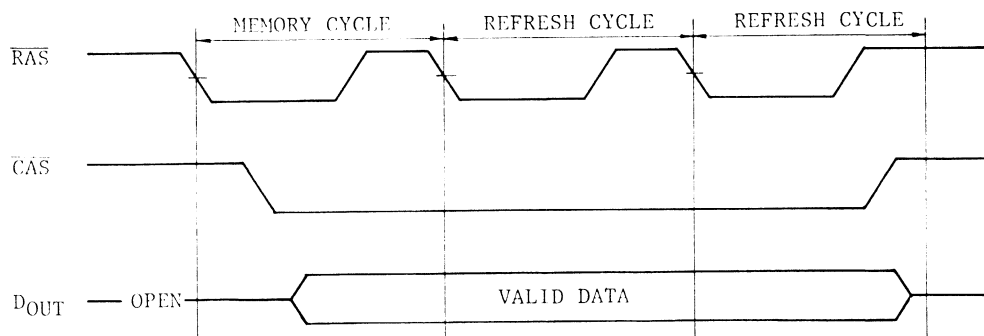 MEMORY CYCLE REFRESH CYCLE REFRESH CYCLE
RAS
CAS
DOUT OPEN VALID DATA